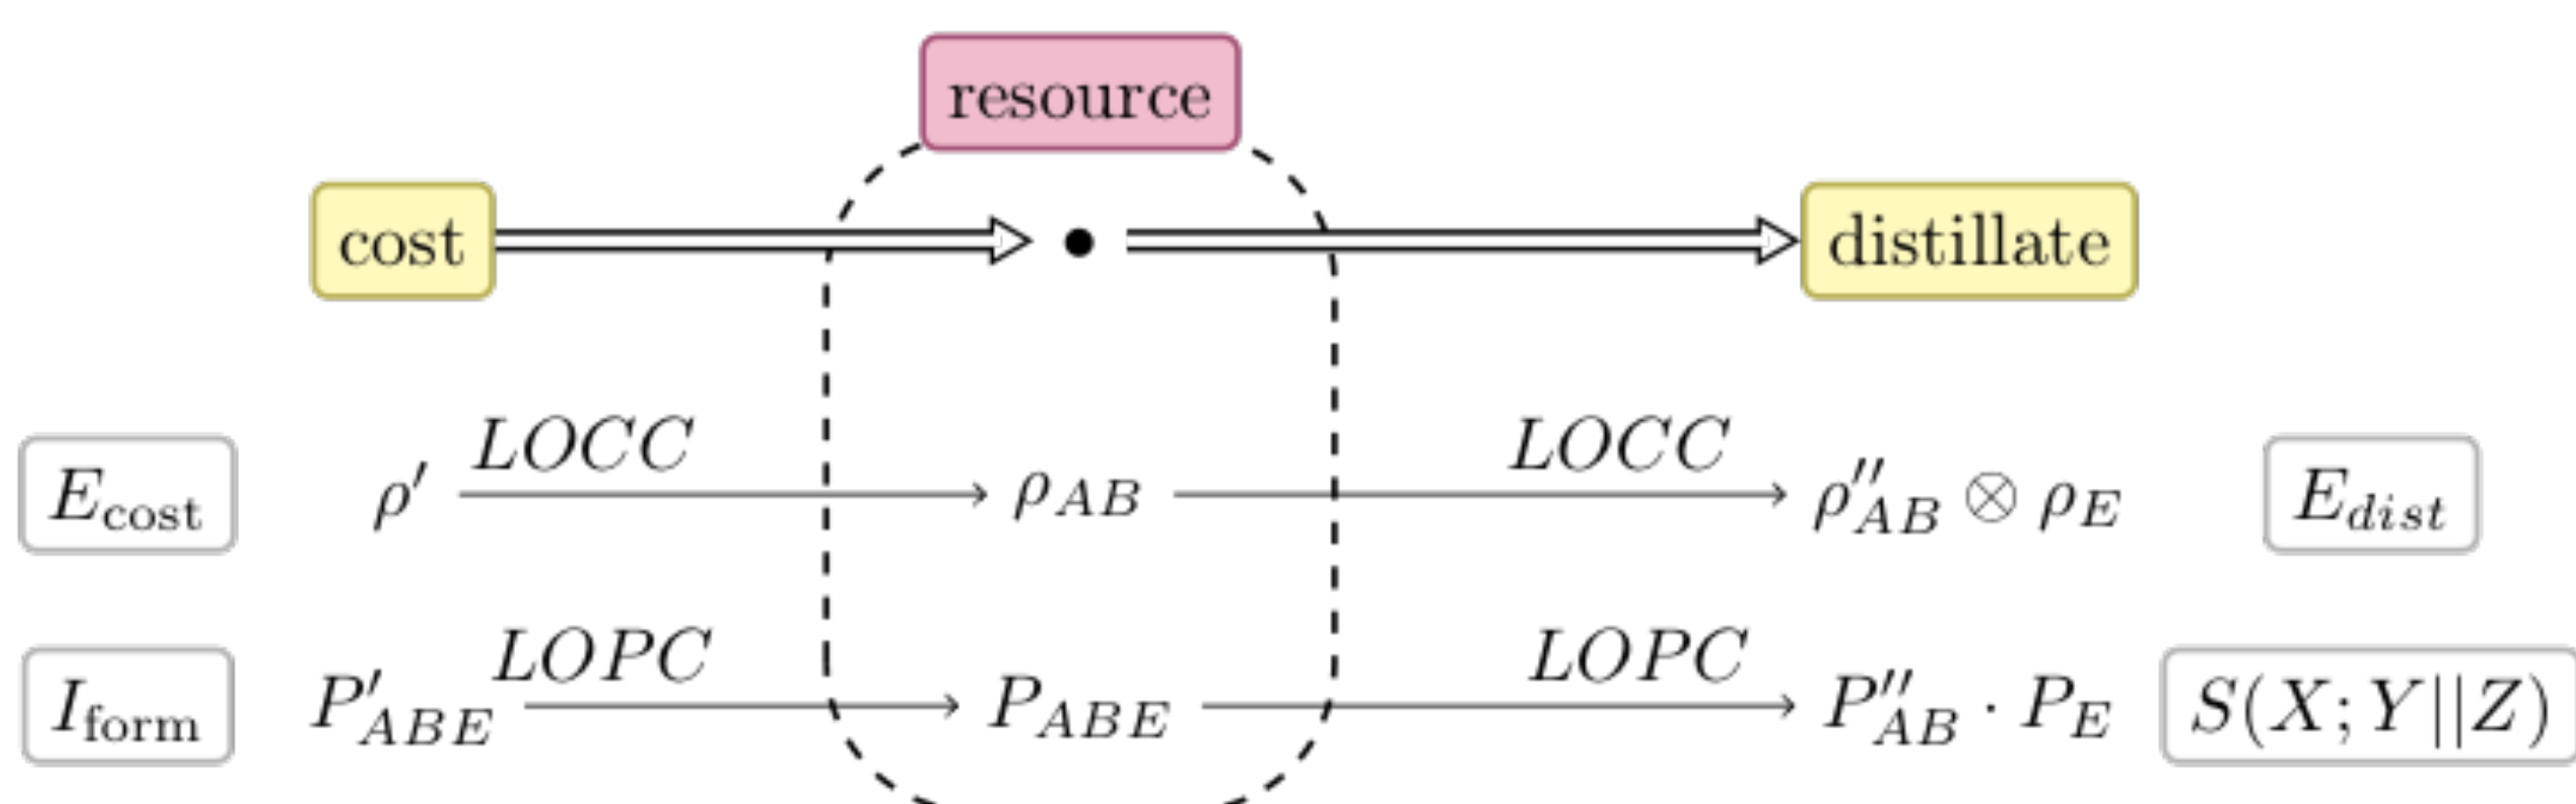 resource
cost • distillate
E_cost ρ′ LOCC ρ_AB LOCC ρ″_AB ⊗ ρ_E E_dist
I_form P′_ABE LOPC P_ABE LOPC P″_AB · P_E S(X; Y||Z)